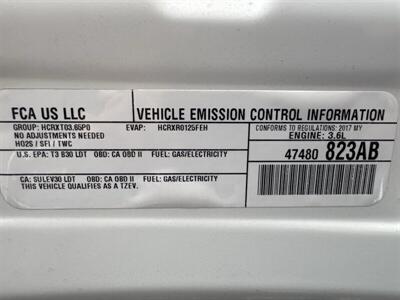 FCA US LLC VEHICLE EMISSION CONTROL INFORMATION
GROUP: HCRXT03.65P0 EVAP: HCRXR0125FEH
NO ADJUSTMENTS NEEDED
HO2S / SFI / TWC
CONFORMS TO REGULATIONS: 2017 MY
ENGINE: 3.6L
U.S. EPA: T3 B30 LDT OBD: CA OBD II FUEL: GAS/ELECTRICITY
47480 823AB
CA: SULEV30 LDT OBD: CA OBD II FUEL: GAS/ELECTRICITY
THIS VEHICLE QUALIFIES AS A TZEV.